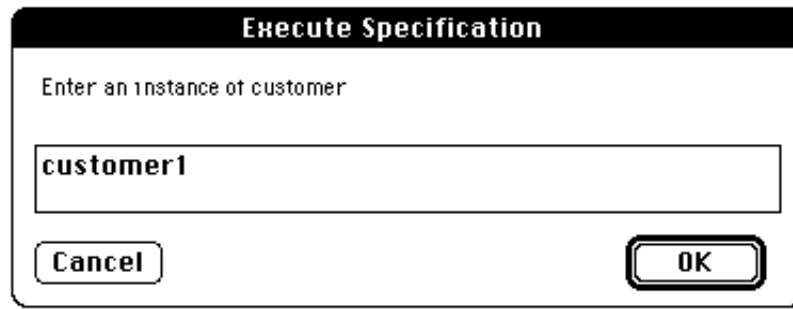 Execute Specification
Enter an instance of customer
customer1
Cancel
OK